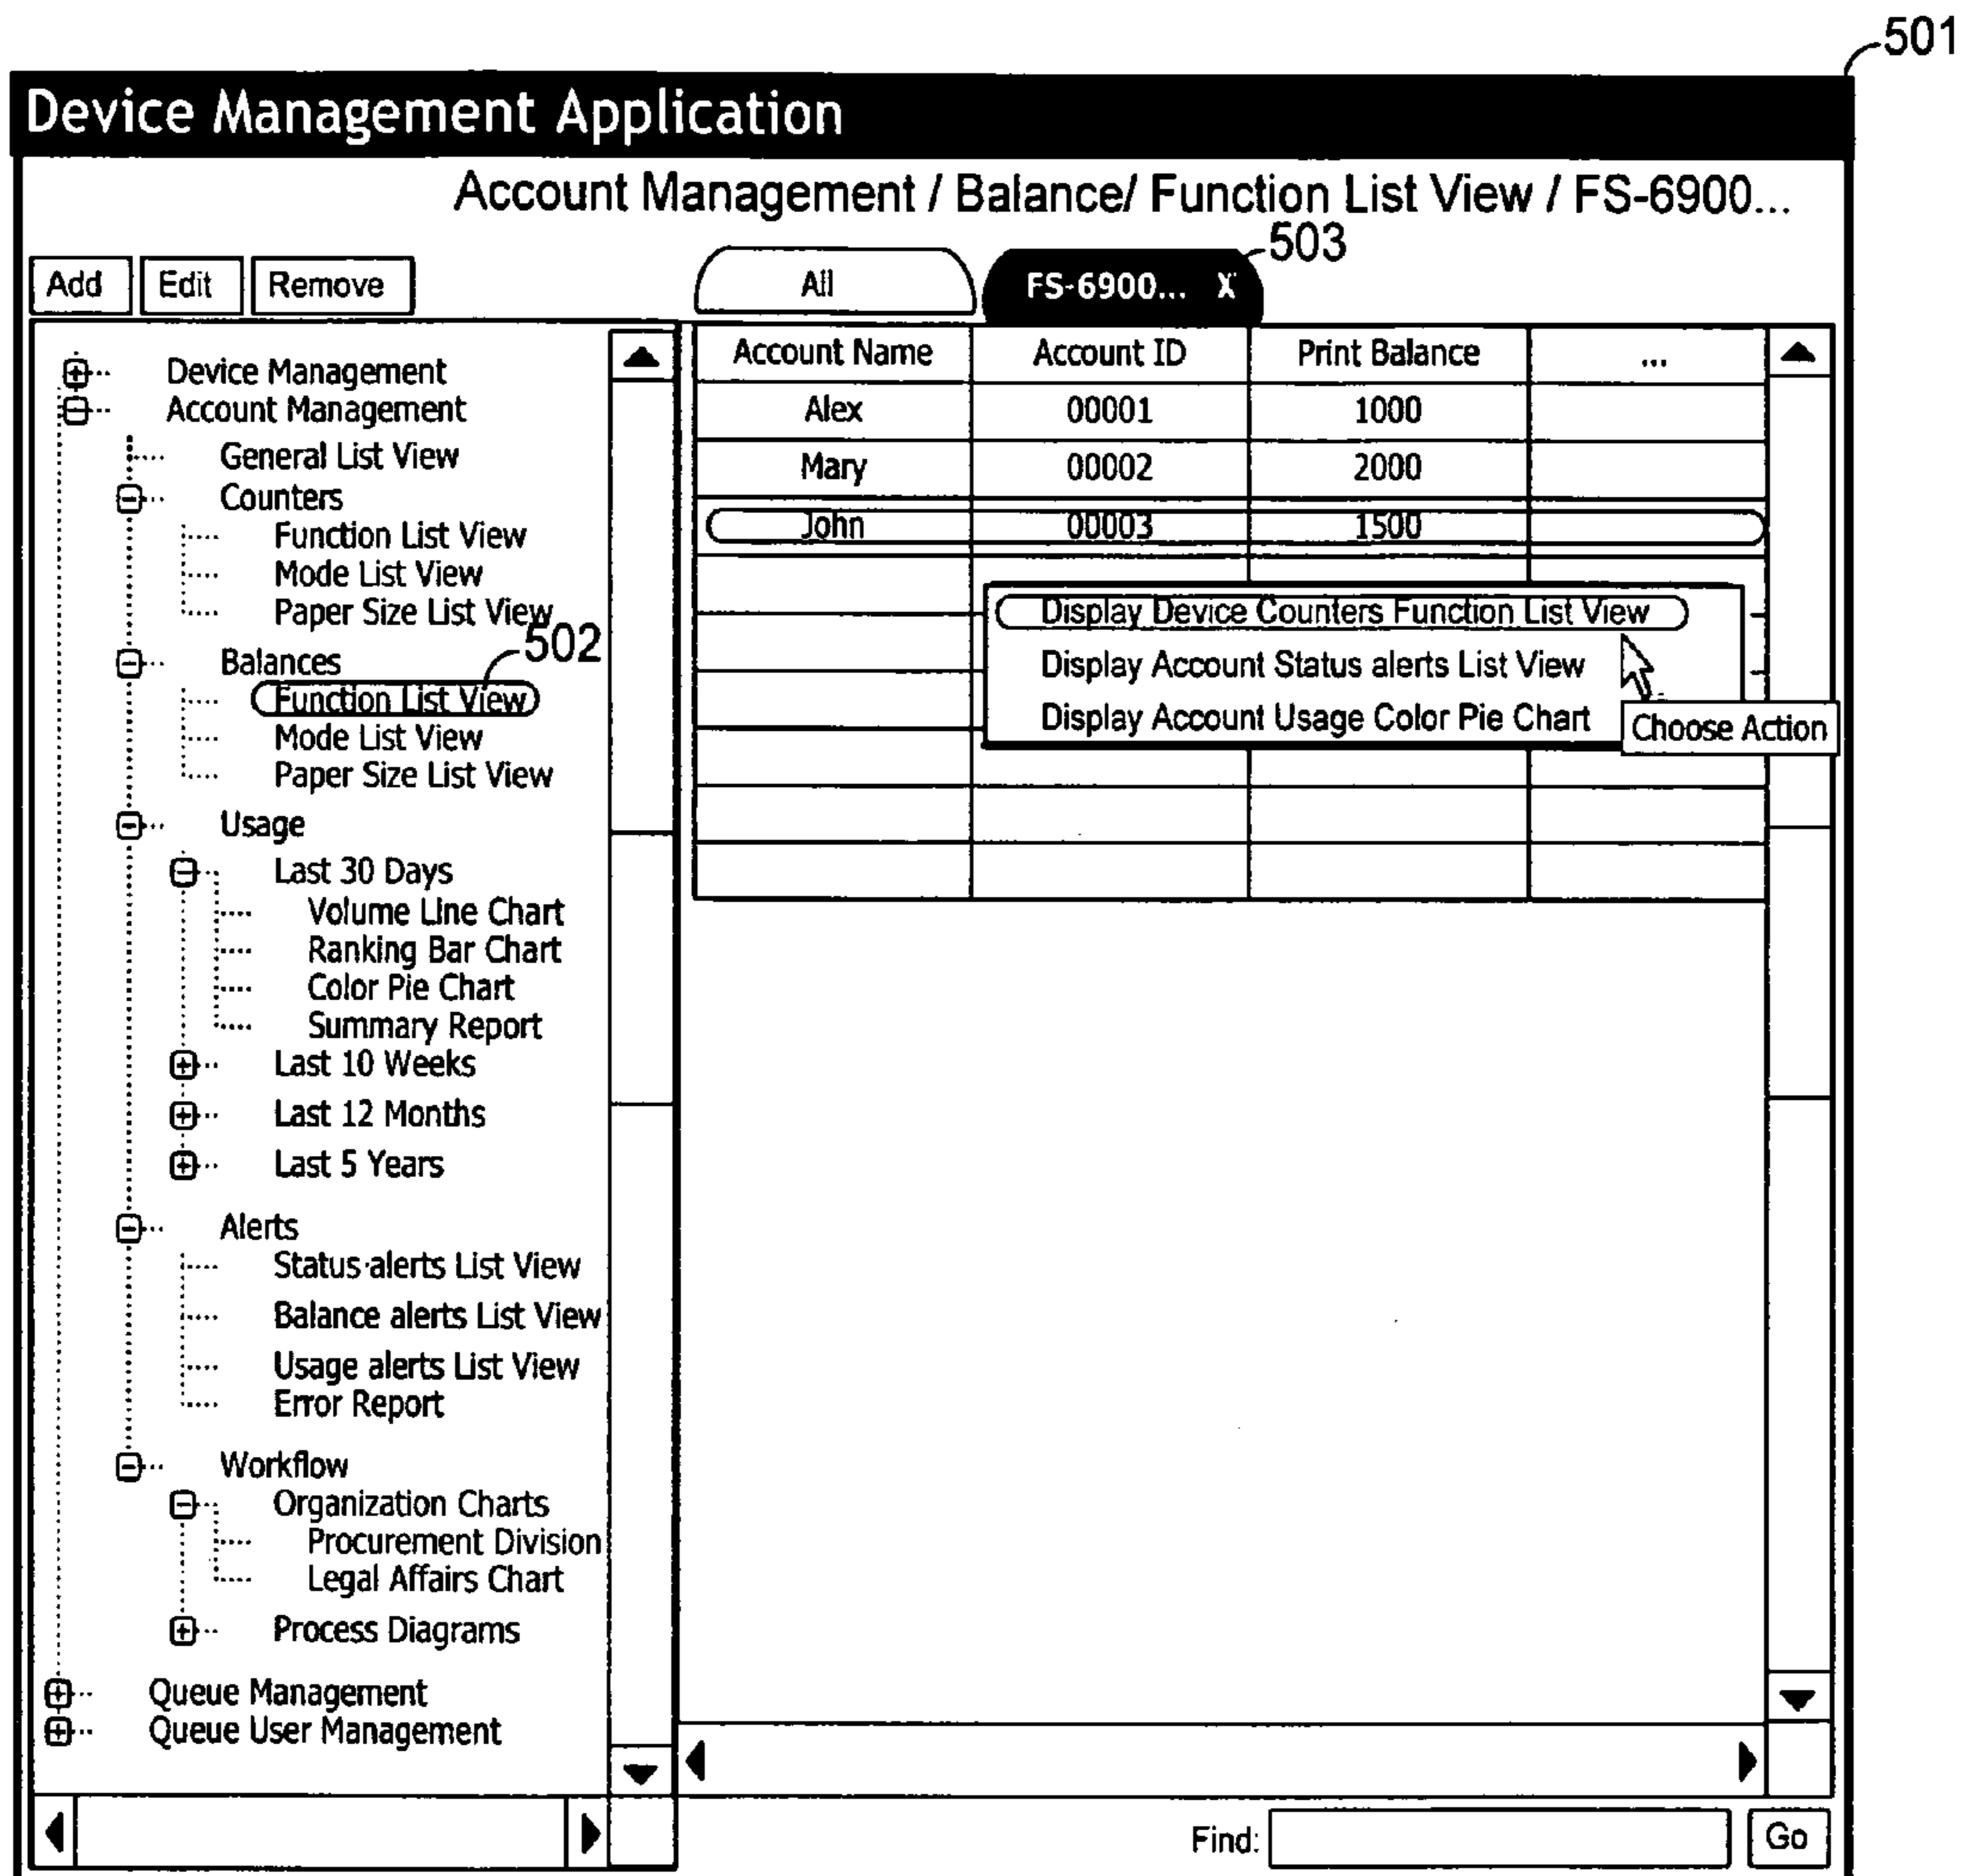 501
Device Management Application
Account Management / Balance/ Function List View / FS-6900...
503
Add Edit Remove
All FS-6900... X
Device Management
Account Management
General List View
Counters
Function List View
Mode List View
Paper Size List View
502
Balances
Function List View
Mode List View
Paper Size List View
Usage
Last 30 Days
Volume Line Chart
Ranking Bar Chart
Color Pie Chart
Summary Report
Last 10 Weeks
Last 12 Months
Last 5 Years
Alerts
Status alerts List View
Balance alerts List View
Usage alerts List View
Error Report
Workflow
Organization Charts
Procurement Division
Legal Affairs Chart
Process Diagrams
Queue Management
Queue User Management
Account Name Account ID Print Balance ...
Alex 00001 1000
Mary 00002 2000
John 00003 1500
Display Device Counters Function List View
Display Account Status alerts List View
Display Account Usage Color Pie Chart
Choose Action
Find: Go